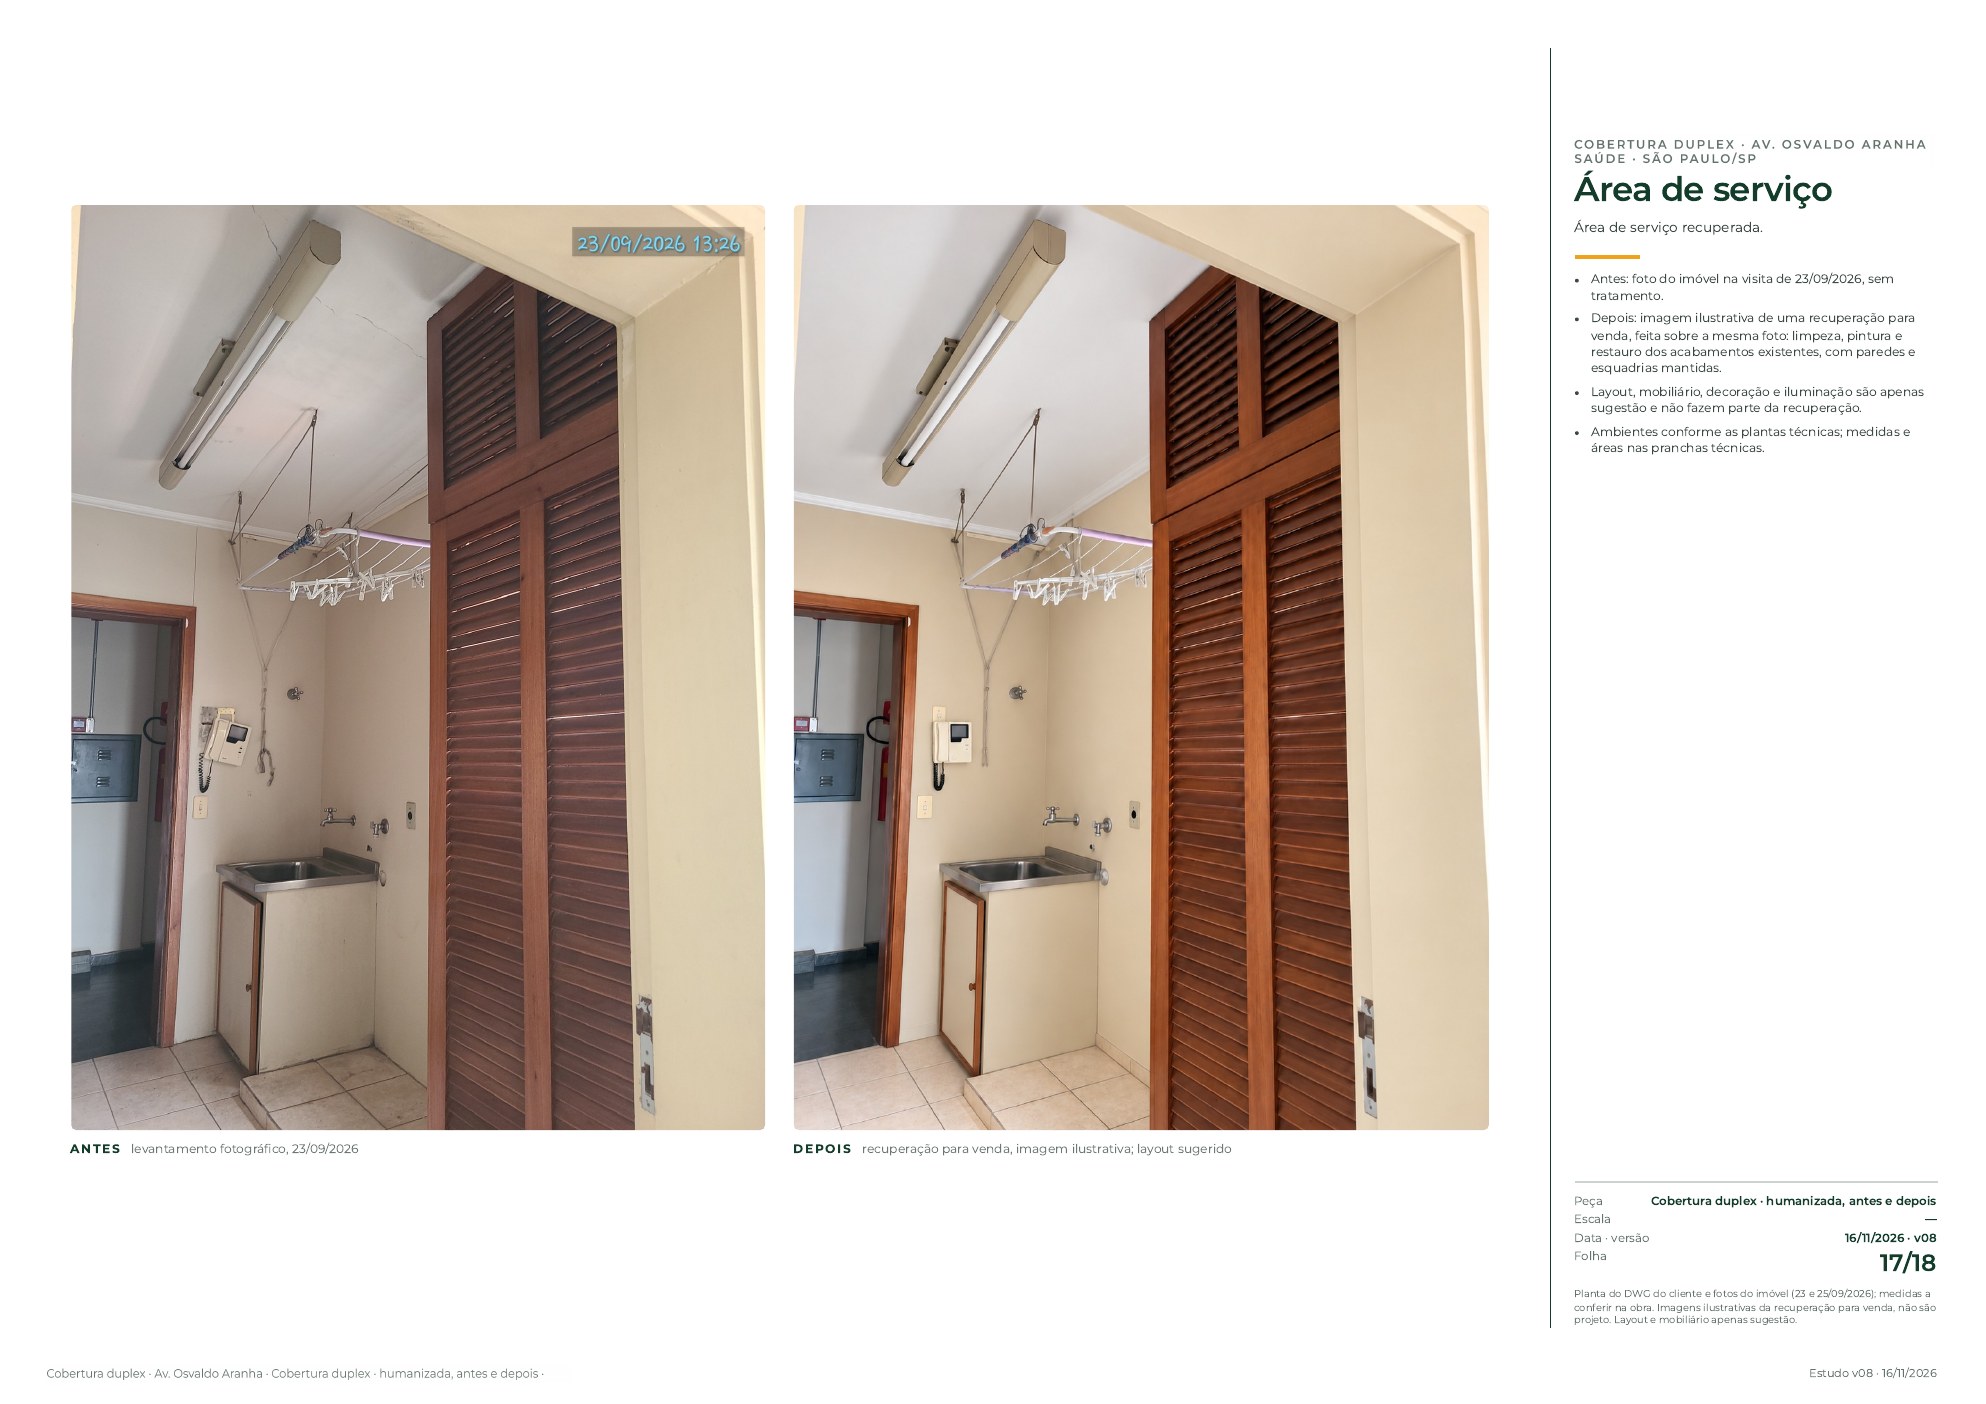 COBERTURA DUPLEX · AV. OSVALDO ARANHA
SAÚDE · SÃO PAULO/SP
Área de serviço
Área de serviço recuperada.
• Antes: foto do imóvel na visita de 23/09/2026, sem
tratamento.
• Depois: imagem ilustrativa de uma recuperação para
venda, feita sobre a mesma foto: limpeza, pintura e
restauro dos acabamentos existentes, com paredes e
esquadrias mantidas.
• Layout, mobiliário, decoração e iluminação são apenas
sugestão e não fazem parte da recuperação.
• Ambientes conforme as plantas técnicas; medidas e
áreas nas pranchas técnicas.
23/09/2026 13:26
ANTES levantamento fotográfico, 23/09/2026
DEPOIS recuperação para venda, imagem ilustrativa; layout sugerido
Peça Cobertura duplex · humanizada, antes e depois
Escala —
Data · versão 16/11/2026 · v08
Folha 17/18
Planta do DWG do cliente e fotos do imóvel (23 e 25/09/2026); medidas a
conferir na obra. Imagens ilustrativas da recuperação para venda, não são
projeto. Layout e mobiliário apenas sugestão.
Cobertura duplex · Av. Osvaldo Aranha · Cobertura duplex · humanizada, antes e depois ·
Estudo v08 · 16/11/2026